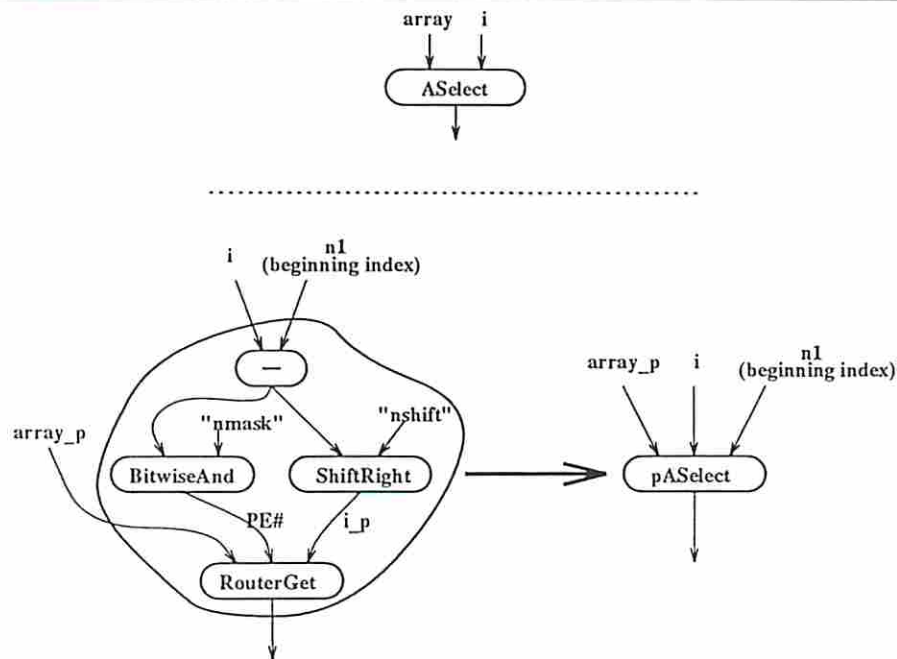 array i
ASelect
i n1
(beginning index)
—
"nmask" "nshift"
array_p
BitwiseAnd ShiftRight
PE# i_p
RouterGet
array_p i n1
(beginning index)
pASelect